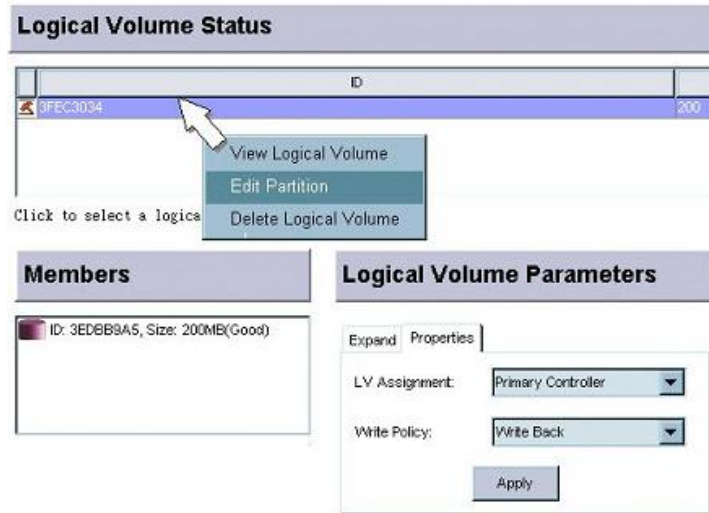 Logical Volume Status
ID
3FEC3034 200
View Logical Volume
Edit Partition
Click to select a logica
Delete Logical Volume
Members
Logical Volume Parameters
ID: 3EDBB9A5, Size: 200MB(Good)
Expand Properties
LV Assignment: Primary Controller
Write Policy: Write Back
Apply